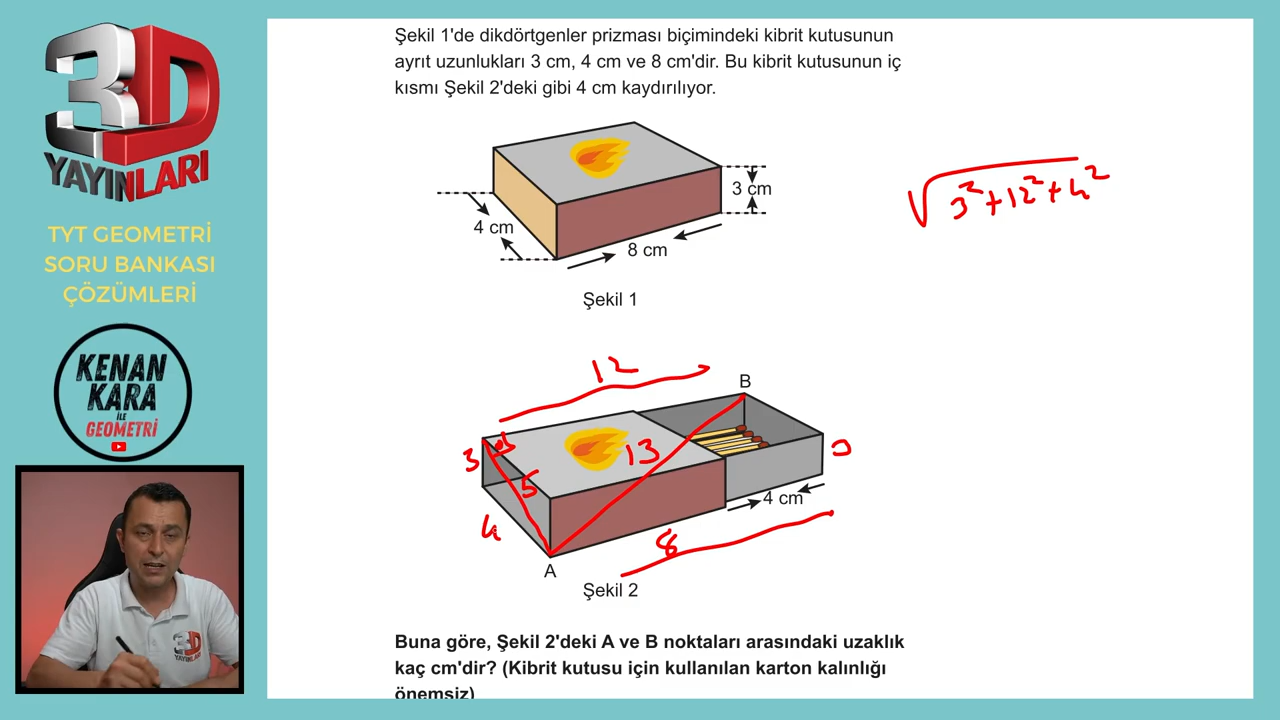 3D
YAYINLARI
TYT GEOMETRİ
SORU BANKASI
ÇÖZÜMLERİ
KENAN
KARA
İLE
GEOMETRİ
3D
YAYINLARI
Şekil 1'de dikdörtgenler prizması biçimindeki kibrit kutusunun
ayrıt uzunlukları 3 cm, 4 cm ve 8 cm'dir. Bu kibrit kutusunun iç
kısmı Şekil 2'deki gibi 4 cm kaydırılıyor.
3 cm
4 cm
8 cm
Şekil 1
√3²+12²+4²
12
B
3
13
5
4 cm
4
8
A
Şekil 2
Buna göre, Şekil 2'deki A ve B noktaları arasındaki uzaklık
kaç cm'dir? (Kibrit kutusu için kullanılan karton kalınlığı
önemsiz)